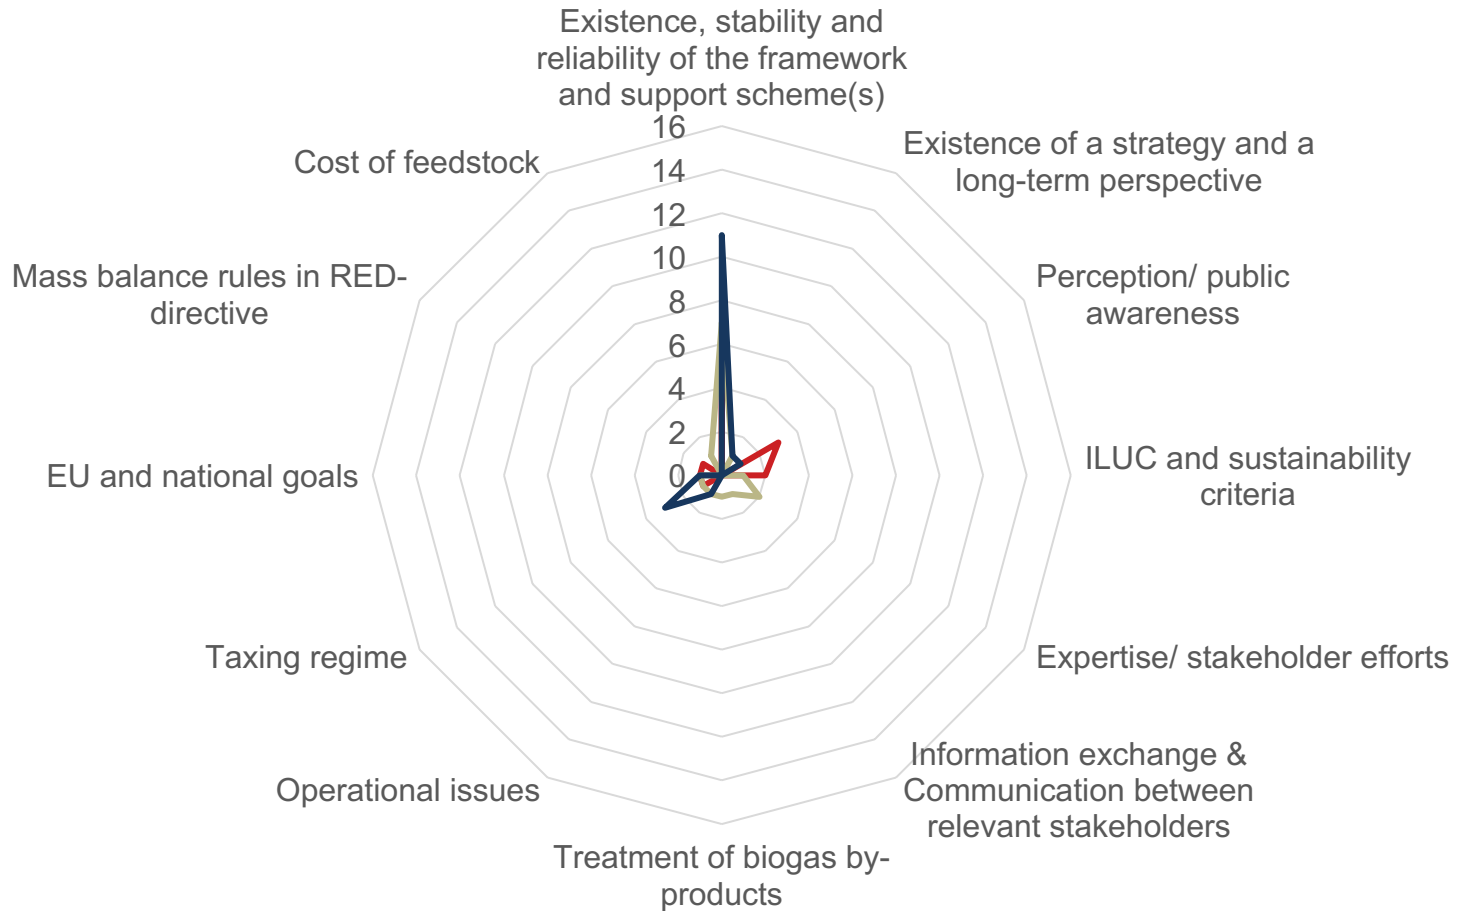 Existence, stability and
reliability of the framework
and support scheme(s)
Existence of a strategy and a
long-term perspective
Perception/ public
awareness
ILUC and sustainability
criteria
Expertise/ stakeholder efforts
Information exchange &
Communication between
relevant stakeholders
Treatment of biogas by-
products
Operational issues
Taxing regime
EU and national goals
Mass balance rules in RED-
directive
Cost of feedstock
16
14
12
10
8
6
4
2
0